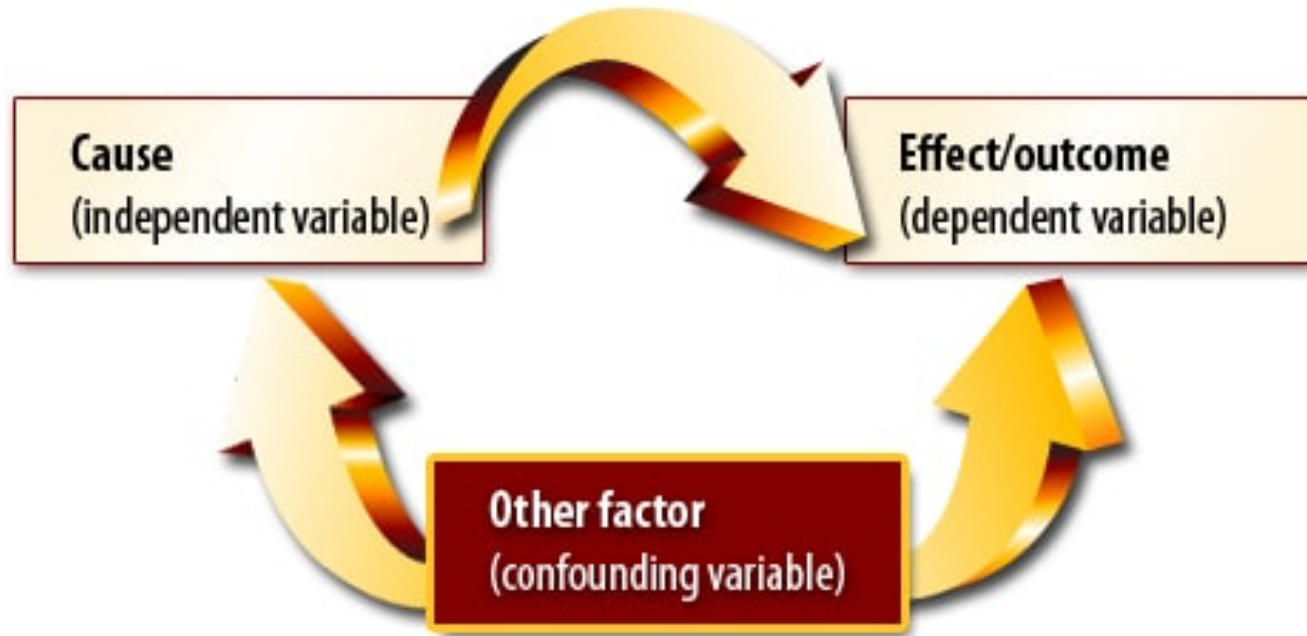 Cause
(independent variable)
Effect/outcome
(dependent variable)
Other factor
(confounding variable)